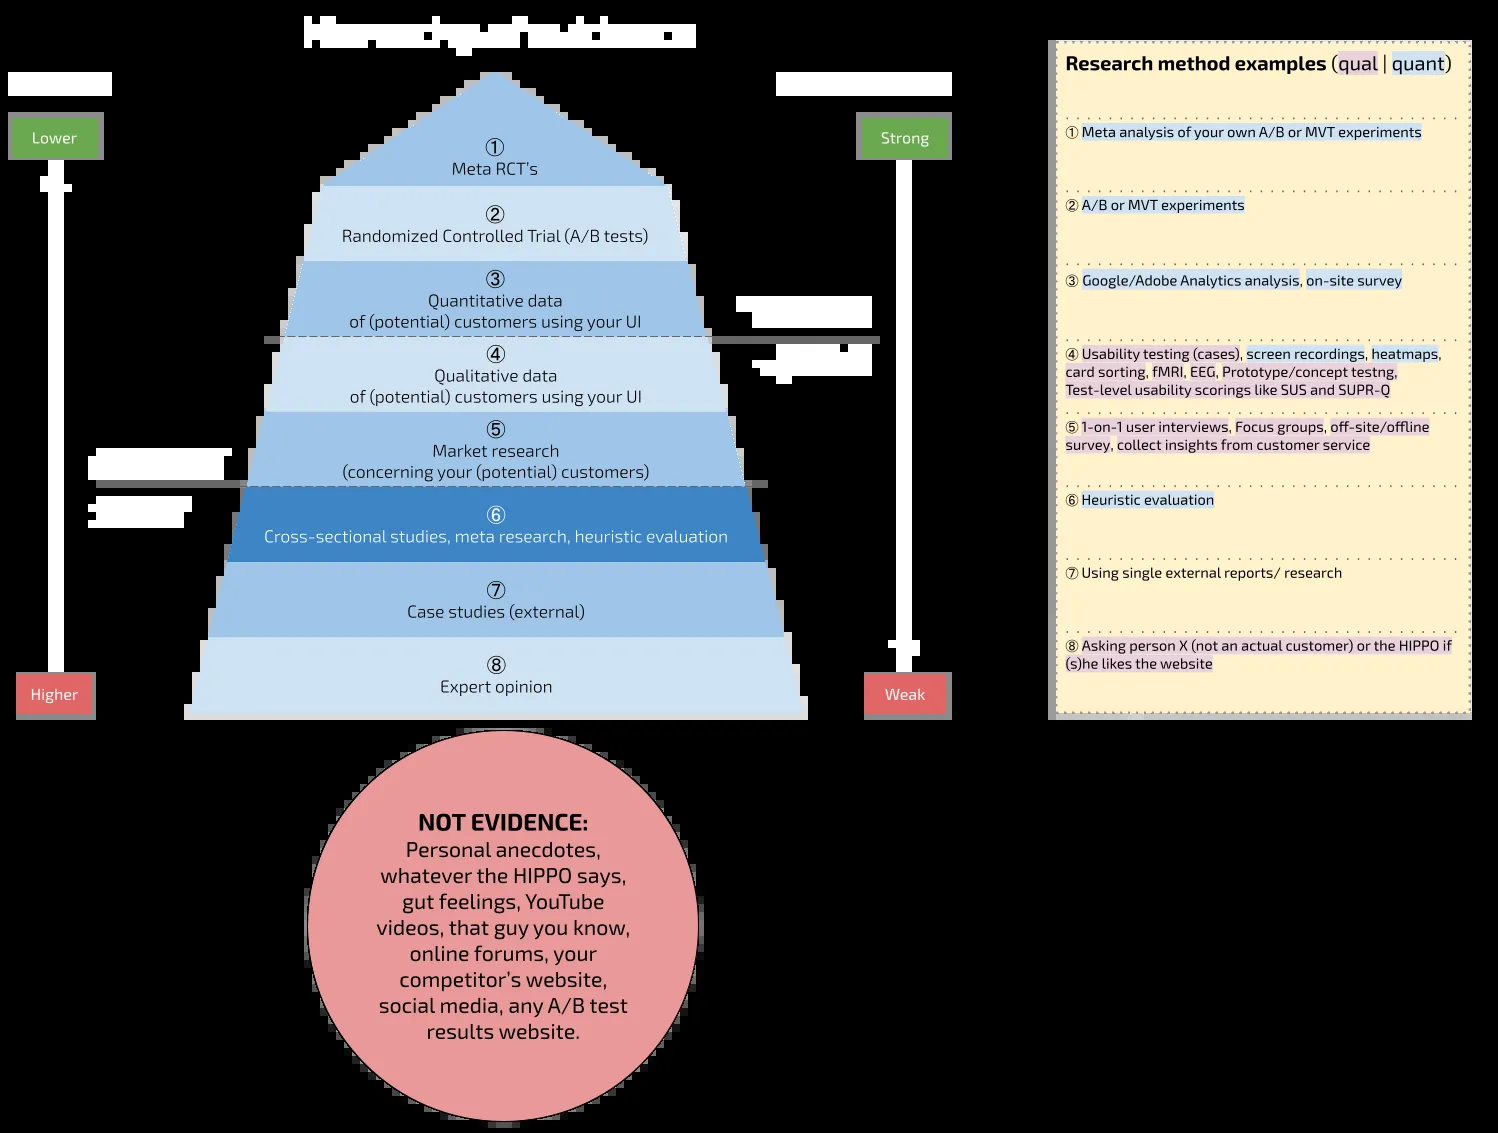 Lower
Higher
①
Meta RCT's
②
Randomized Controlled Trial (A/B tests)
③
Quantitative data
of (potential) customers using your UI
④
Qualitative data
of (potential) customers using your UI
⑤
Market research
(concerning your (potential) customers)
⑥
Cross-sectional studies, meta research, heuristic evaluation
⑦
Case studies (external)
⑧
Expert opinion
Strong
Weak
NOT EVIDENCE:
Personal anecdotes,
whatever the HIPPO says,
gut feelings, YouTube
videos, that guy you know,
online forums, your
competitor's website,
social media, any A/B test
results website.
Research method examples (qual | quant)
① Meta analysis of your own A/B or MVT experiments
② A/B or MVT experiments
③ Google/Adobe Analytics analysis, on-site survey
④ Usability testing (cases), screen recordings, heatmaps,
card sorting, fMRI, EEG, Prototype/concept testng,
Test-level usability scorings like SUS and SUPR-Q
⑤ 1-on-1 user interviews, Focus groups, off-site/offline
survey, collect insights from customer service
⑥ Heuristic evaluation
⑦ Using single external reports/ research
⑧ Asking person X (not an actual customer) or the HIPPO if
(s)he likes the website